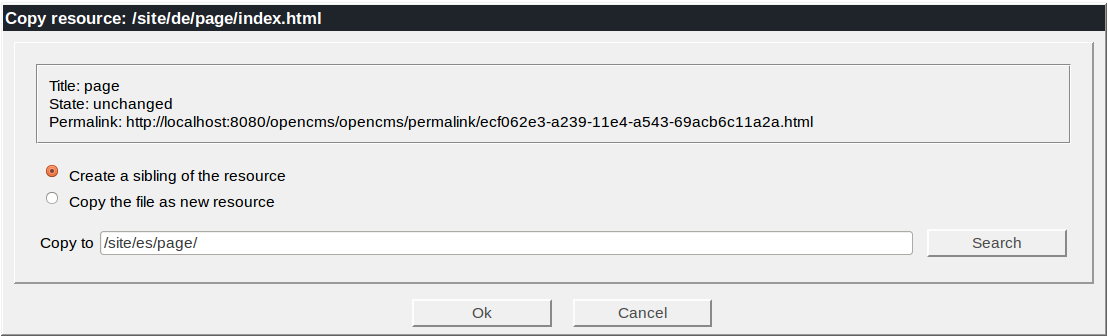 Copy resource: /site/de/page/index.html
Title: page
State: unchanged
Permalink: http://localhost:8080/opencms/opencms/permalink/ecf062e3-a239-11e4-a543-69acb6c11a2a.html
Create a sibling of the resource
Copy the file as new resource
Copy to /site/es/page/ Search
Ok Cancel